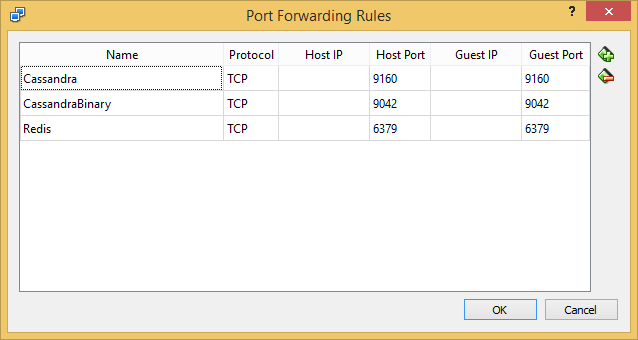 Port Forwarding Rules
? ×
Name Protocol Host IP Host Port Guest IP Guest Port
Cassandra TCP 9160 9160
CassandraBinary TCP 9042 9042
Redis TCP 6379 6379
OK Cancel